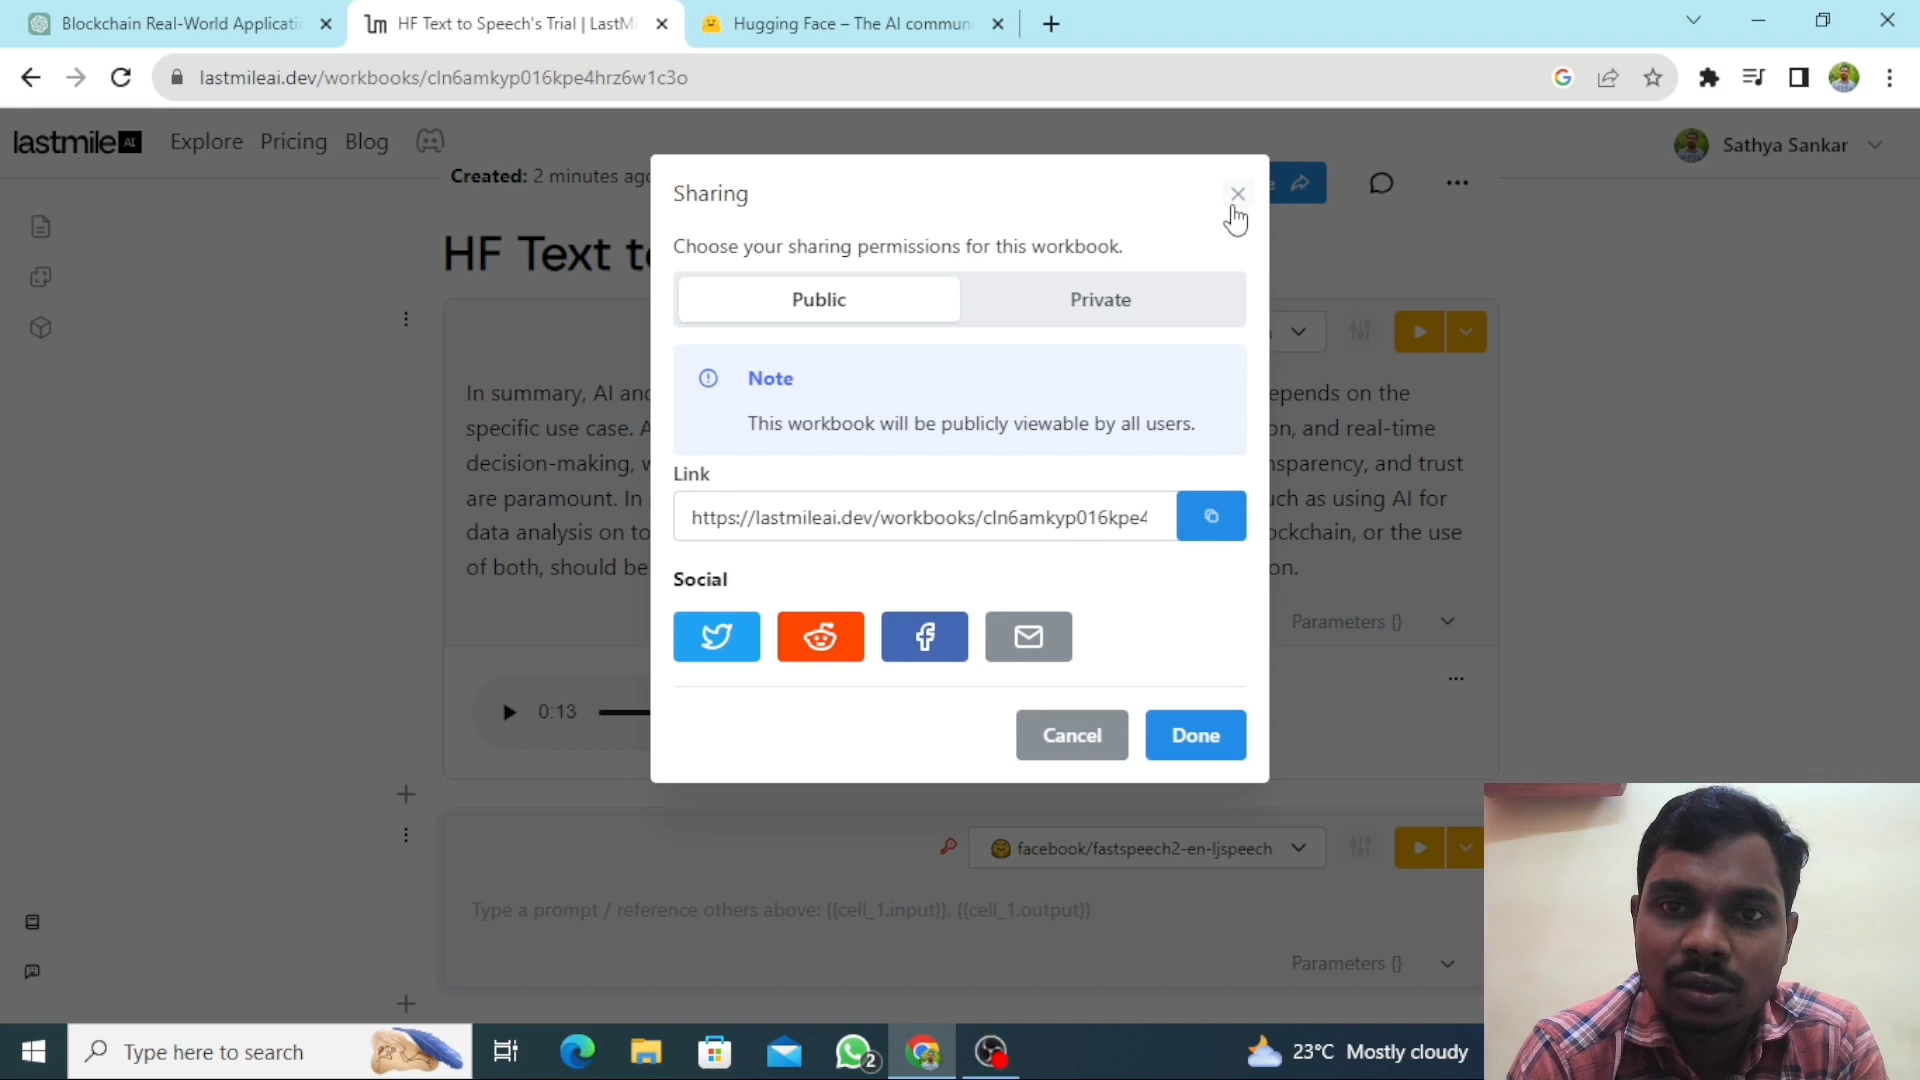 Blockchain Real-World Applicati
HF Text to Speech's Trial | LastM
Hugging Face – The AI commun
lastmileai.dev/workbooks/cln6amkyp016kpe4hrz6w1c3o
lastmile AI
Explore
Pricing
Blog
Sathya Sankar
Created: 2 minutes ago
HF Text to
Sharing
Choose your sharing permissions for this workbook.
Public
Private
Note
This workbook will be publicly viewable by all users.
Link
https://lastmileai.dev/workbooks/cln6amkyp016kpe4
Social
Cancel
Done
In summary, AI and
epends on the
specific use case. A
on, and real-time
decision-making, w
nsparency, and trust
are paramount. In
uch as using AI for
data analysis on to
ockchain, or the use
of both, should be
on.
Parameters {}
0:13
facebook/fastspeech2-en-ljspeech
Type a prompt / reference others above: {{cell_1.input}}, {{cell_1.output}}
Parameters {}
Type here to search
2
23°C Mostly cloudy